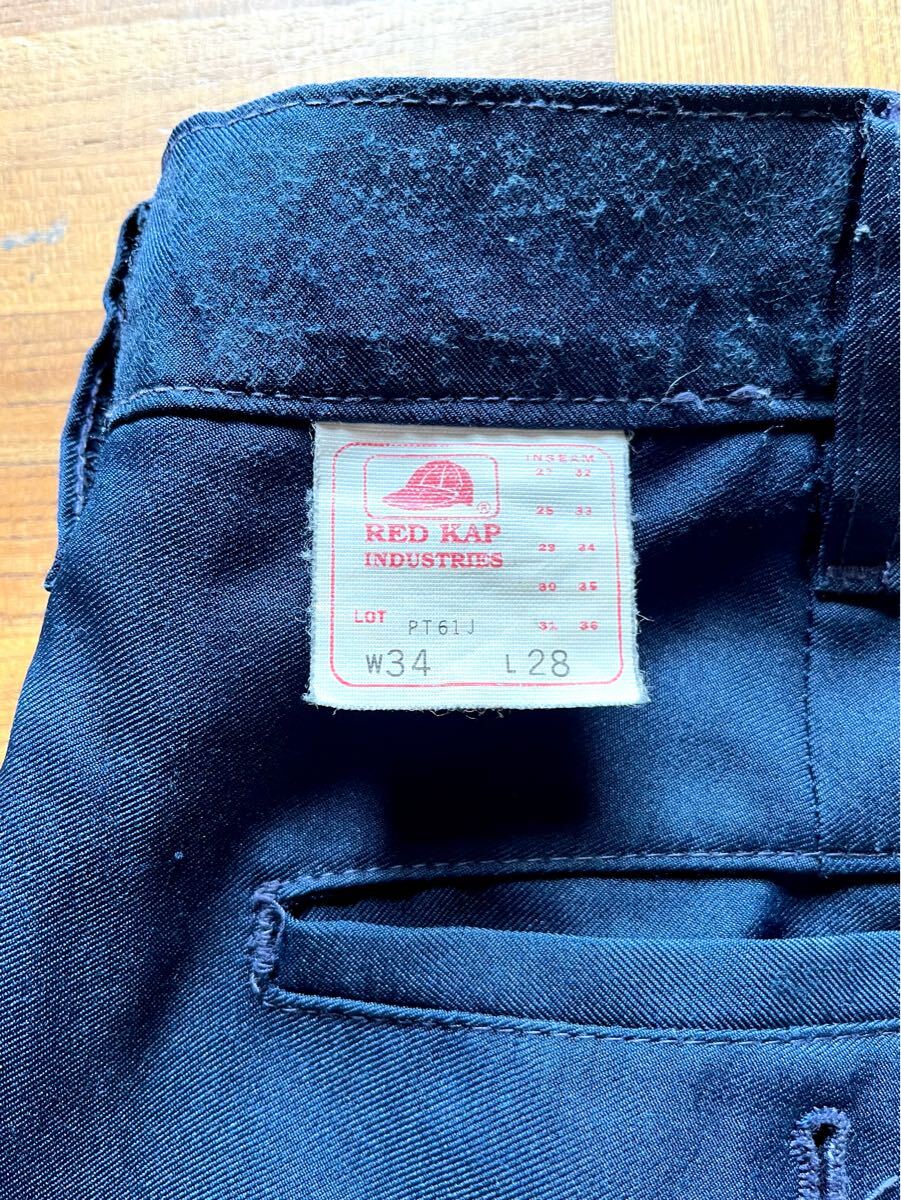 INSEAM
27 32
®
RED KAP
INDUSTRIES
28 33
29 34
30 35
31 36
LOT PT61J
W34 L28